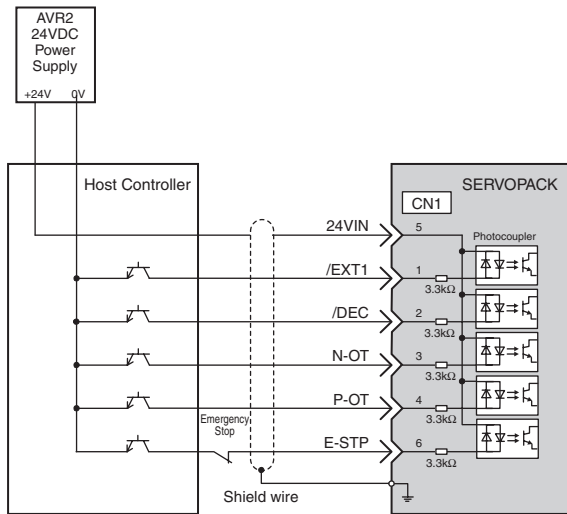 AVR2
24VDC
Power
Supply
+24V 0V
Host Controller
SERVOPACK
CN1
24VIN
5
Photocoupler
/EXT1
1
3.3kΩ
/DEC
2
3.3kΩ
N-OT
3
3.3kΩ
P-OT
4
3.3kΩ
Emergency
Stop
E-STP
6
3.3kΩ
Shield wire